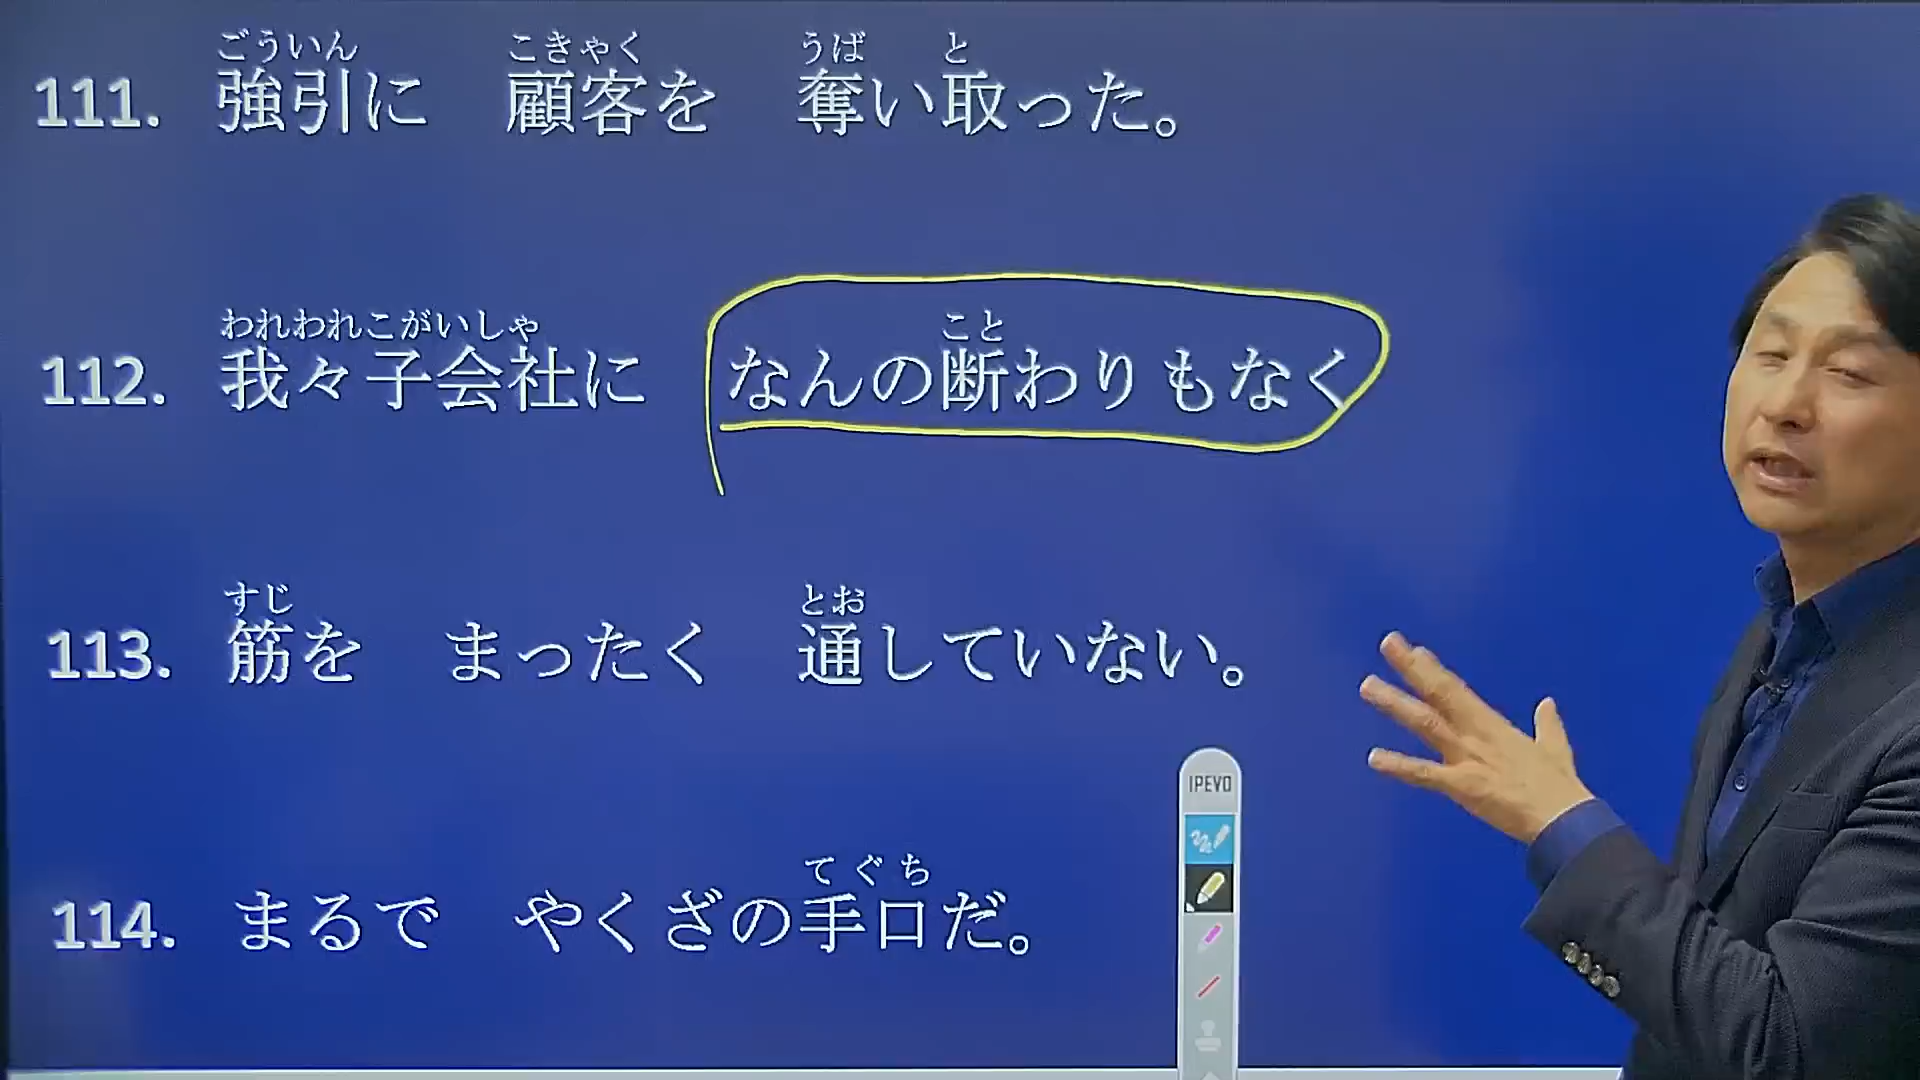 ごういん こきゃく うば と
111. 強引に 顧客を 奪い取った。
われわれこがいしゃ こと
112. 我々子会社に なんの断わりもなく
すじ とお
113. 筋を まったく 通していない。
てぐち
114. まるで やくざの手口だ。
IPEVO